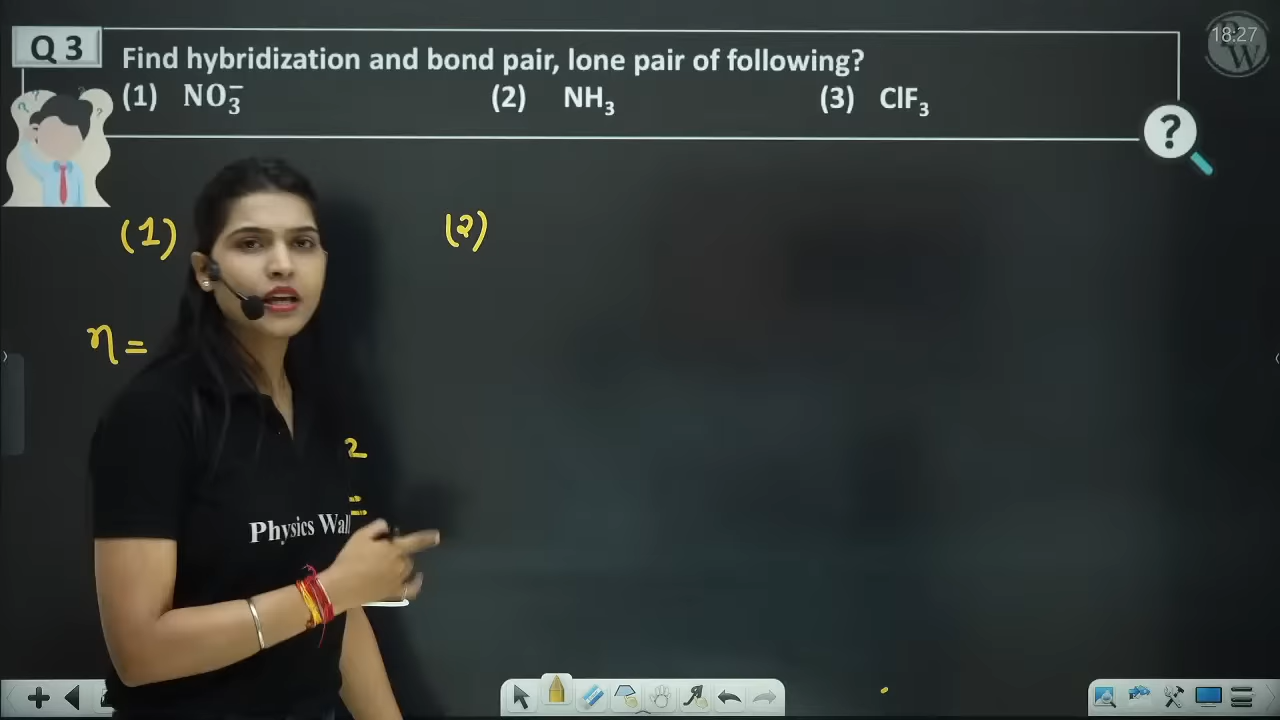 Q 3
Find hybridization and bond pair, lone pair of following?
(1) NO₃⁻ (2) NH₃ (3) ClF₃
18:27
?
(1)
(2)
η =
2
=
Physics Wall